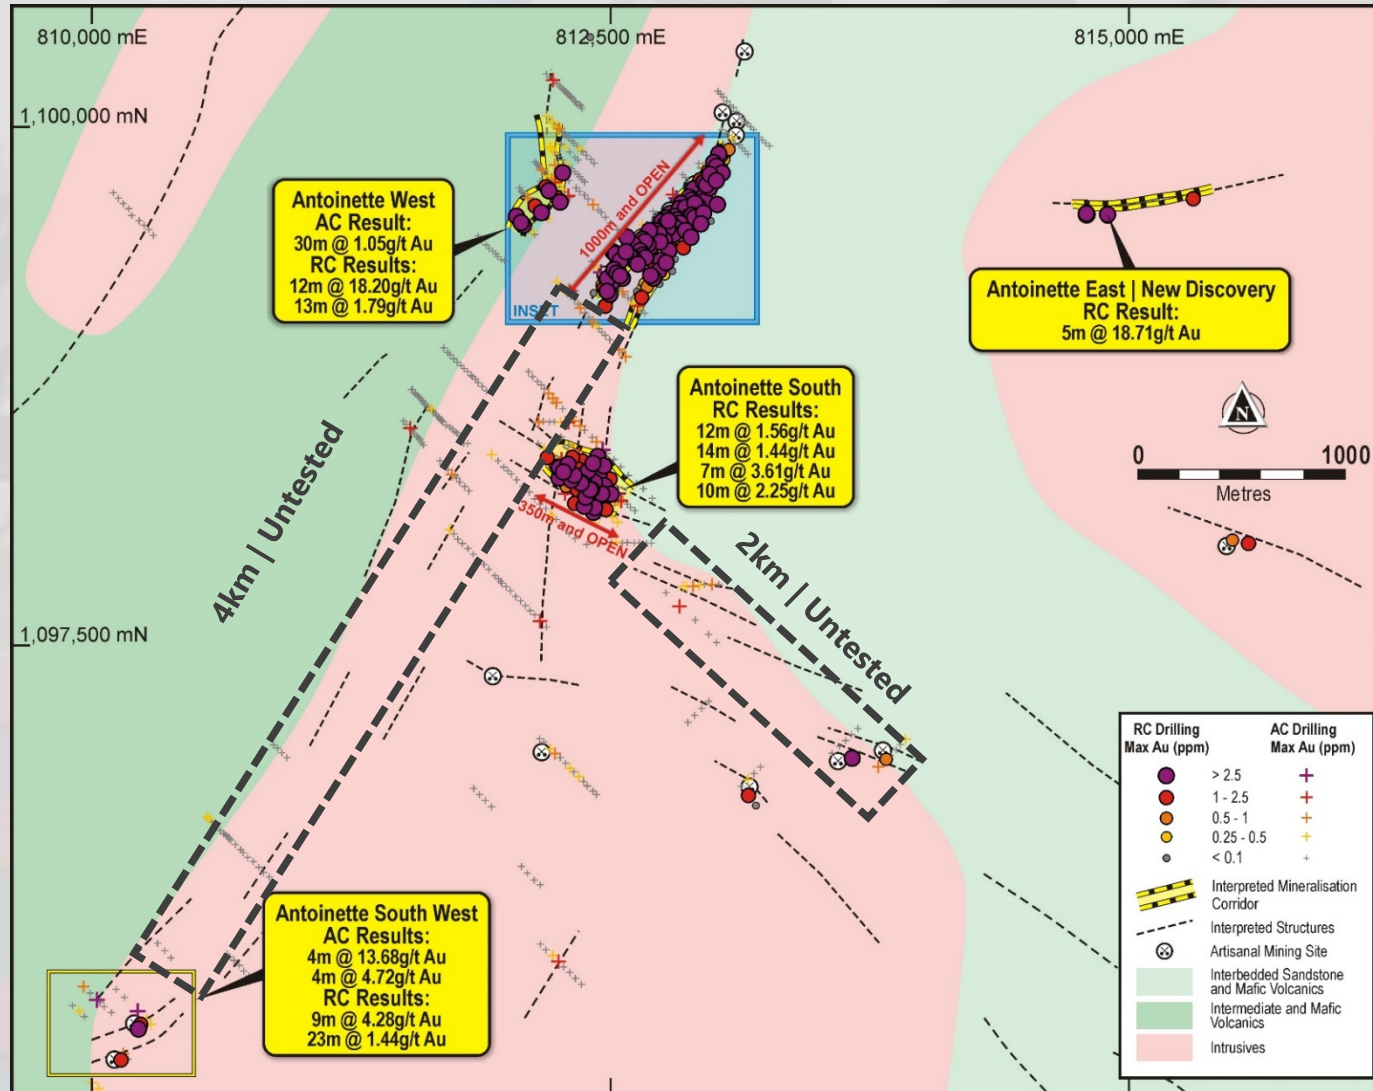 810,000 mE
812,500 mE
815,000 mE
1,100,000 mN
1000m and OPEN
INSET
Antoinette West
AC Result:
30m @ 1.05g/t Au
RC Results:
12m @ 18.20g/t Au
13m @ 1.79g/t Au
Antoinette East | New Discovery
RC Result:
5m @ 18.71g/t Au
Antoinette South
RC Results:
12m @ 1.56g/t Au
14m @ 1.44g/t Au
7m @ 3.61g/t Au
10m @ 2.25g/t Au
N
0 1000
Metres
350m and OPEN
4km | Untested
2km | Untested
1,097,500 mN
Antoinette South West
AC Results:
4m @ 13.68g/t Au
4m @ 4.72g/t Au
RC Results:
9m @ 4.28g/t Au
23m @ 1.44g/t Au
RC Drilling AC Drilling
Max Au (ppm) Max Au (ppm)
> 2.5
1 - 2.5
0.5 - 1
0.25 - 0.5
< 0.1
Interpreted Mineralisation
Corridor
Interpreted Structures
Artisanal Mining Site
Interbedded Sandstone
and Mafic Volcanics
Intermediate and Mafic
Volcanics
Intrusives